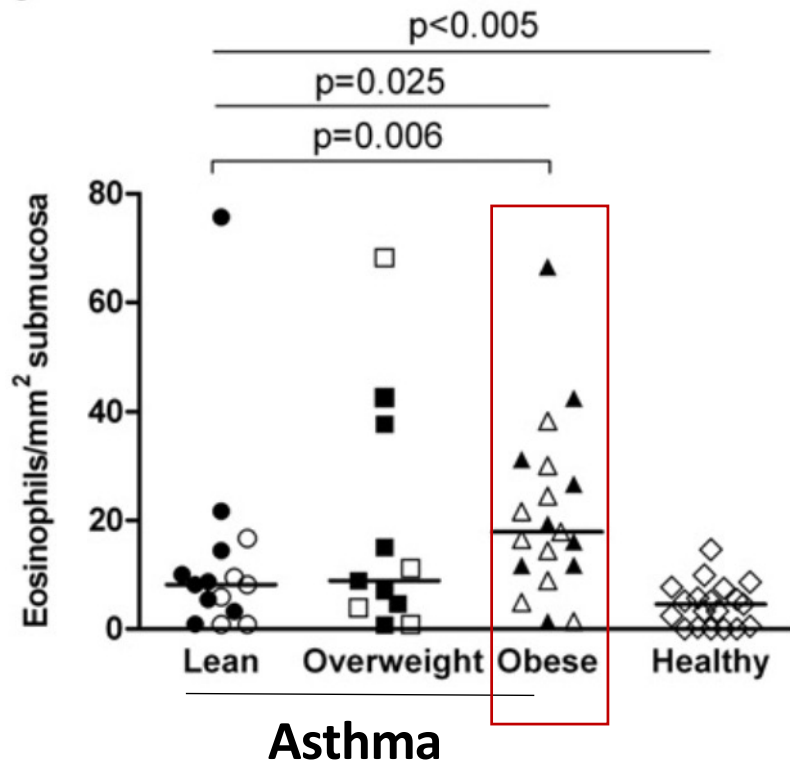 p<0.005
p=0.025
p=0.006
Eosinophils/mm² submucosa
80
60
40
20
0
Lean Overweight Obese Healthy
Asthma